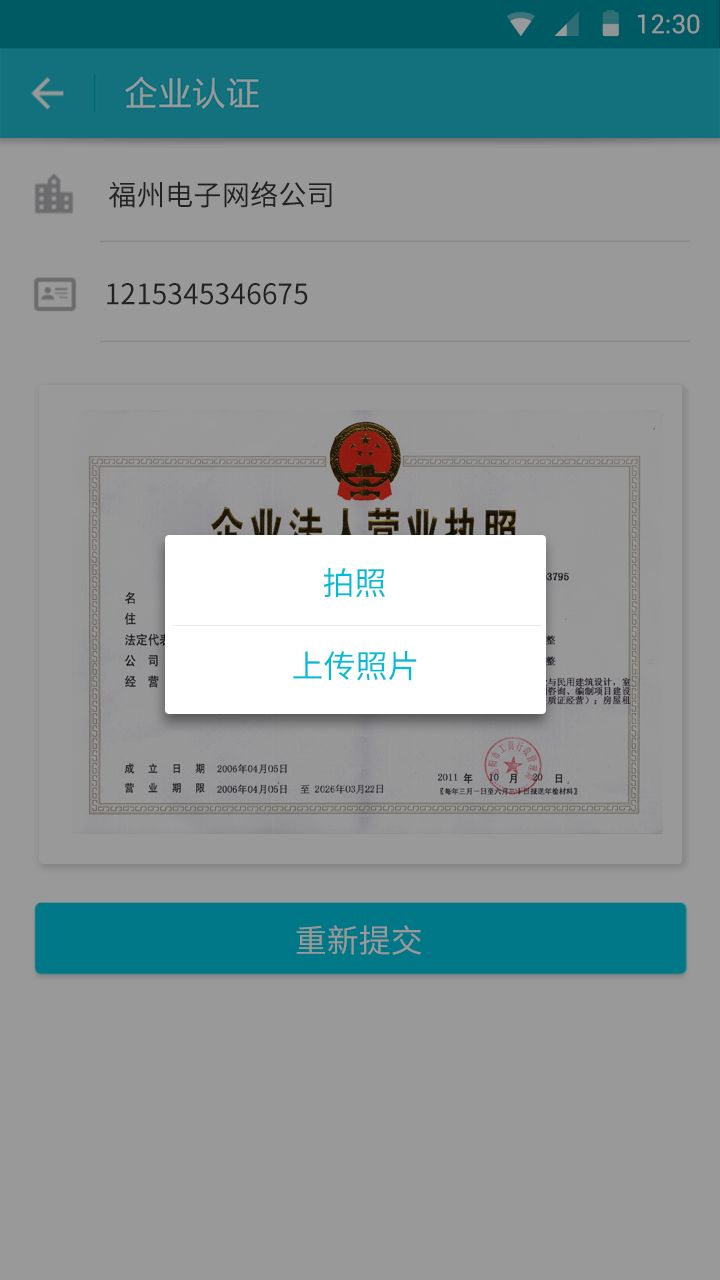 12:30
企业认证
福州电子网络公司
1215345346675
企业法人营业执照
3795
名
住
法定代表
公 司
经 营
整
整
与民用建筑设计，室
咨询、编制项目建设
质证经营）；房屋租
拍照
上传照片
成 立 日 期 2006年04月05日
营 业 期 限 2006年04月05日 至 2026年03月22日
2011 年 10 月 20 日
重新提交